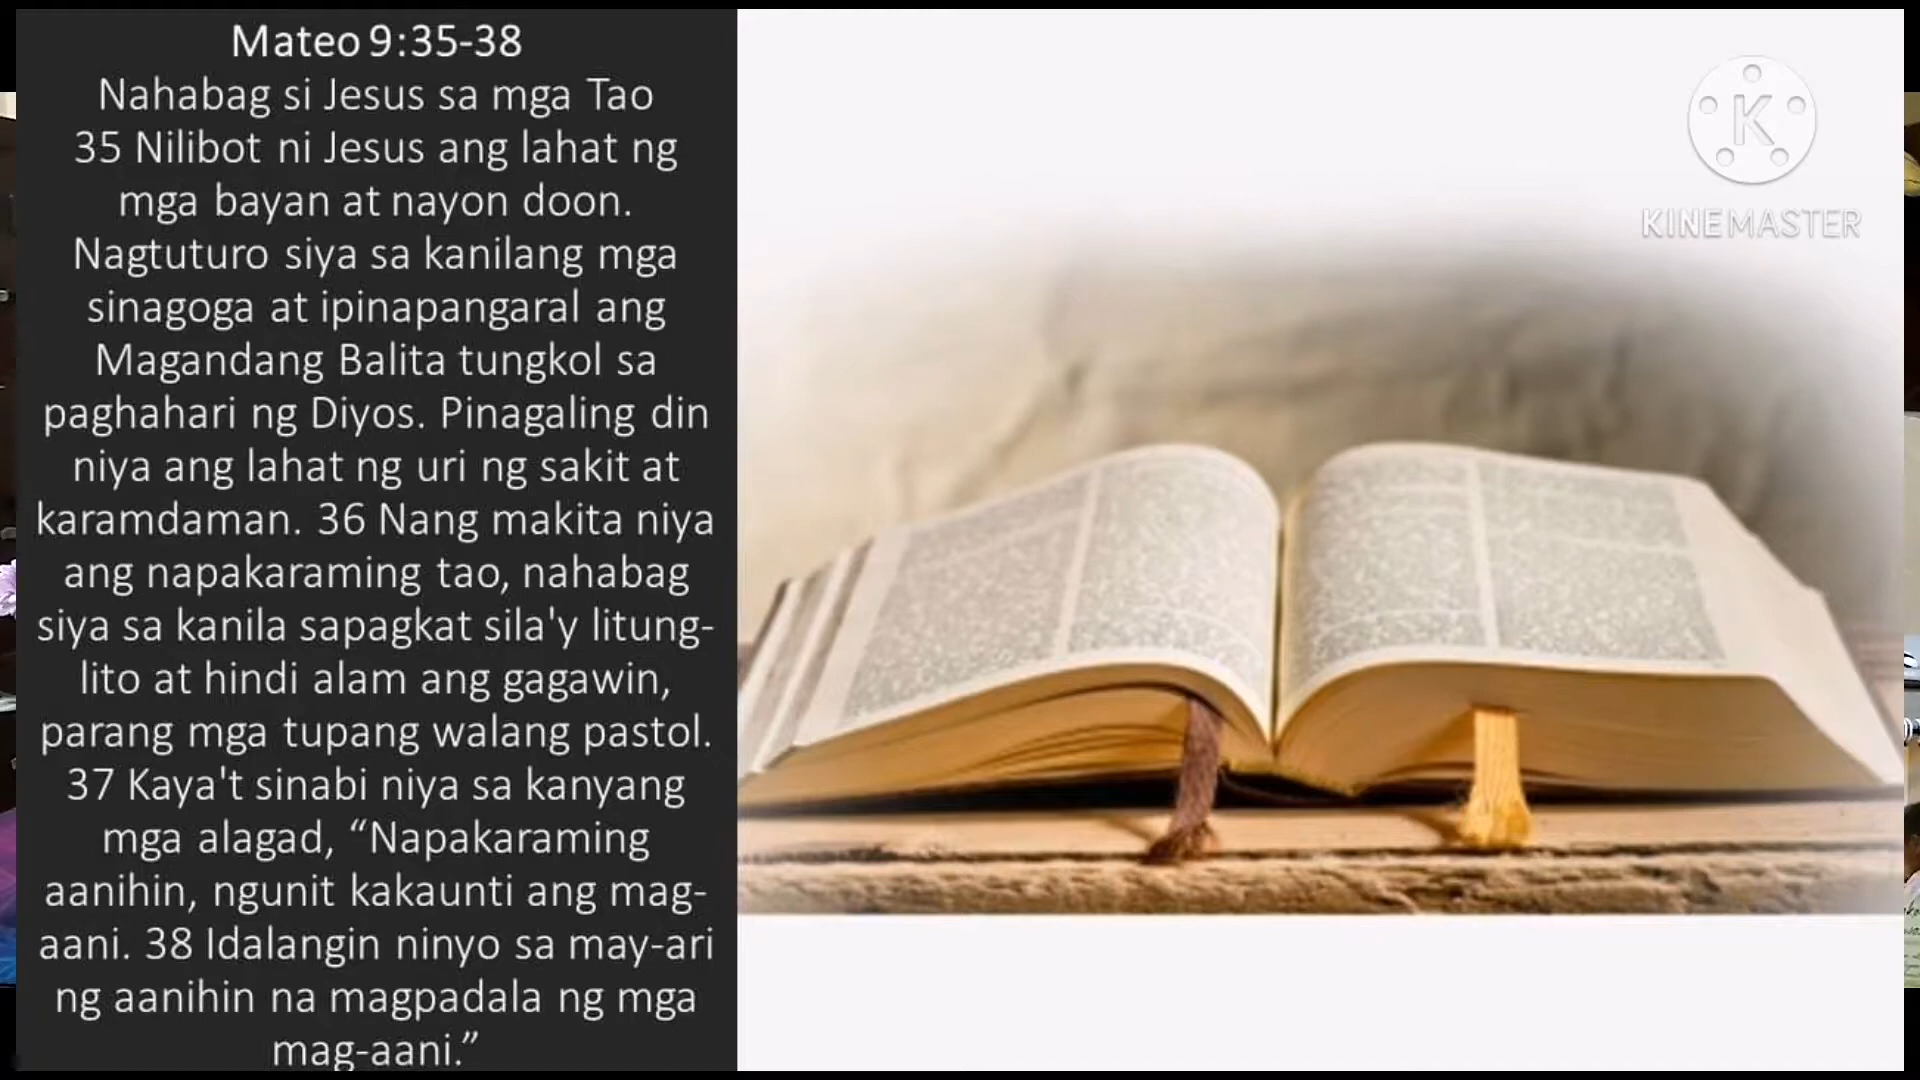 Mateo 9:35-38
Nahabag si Jesus sa mga Tao
35 Nilibot ni Jesus ang lahat ng
mga bayan at nayon doon.
Nagtuturo siya sa kanilang mga
sinagoga at ipinapangaral ang
Magandang Balita tungkol sa
paghahari ng Diyos. Pinagaling din
niya ang lahat ng uri ng sakit at
karamdaman. 36 Nang makita niya
ang napakaraming tao, nahabag
siya sa kanila sapagkat sila'y litung-
lito at hindi alam ang gagawin,
parang mga tupang walang pastol.
37 Kaya't sinabi niya sa kanyang
mga alagad, “Napakaraming
aanihin, ngunit kakaunti ang mag-
aani. 38 Idalangin ninyo sa may-ari
ng aanihin na magpadala ng mga
mag-aani.”
K
KINEMASTER